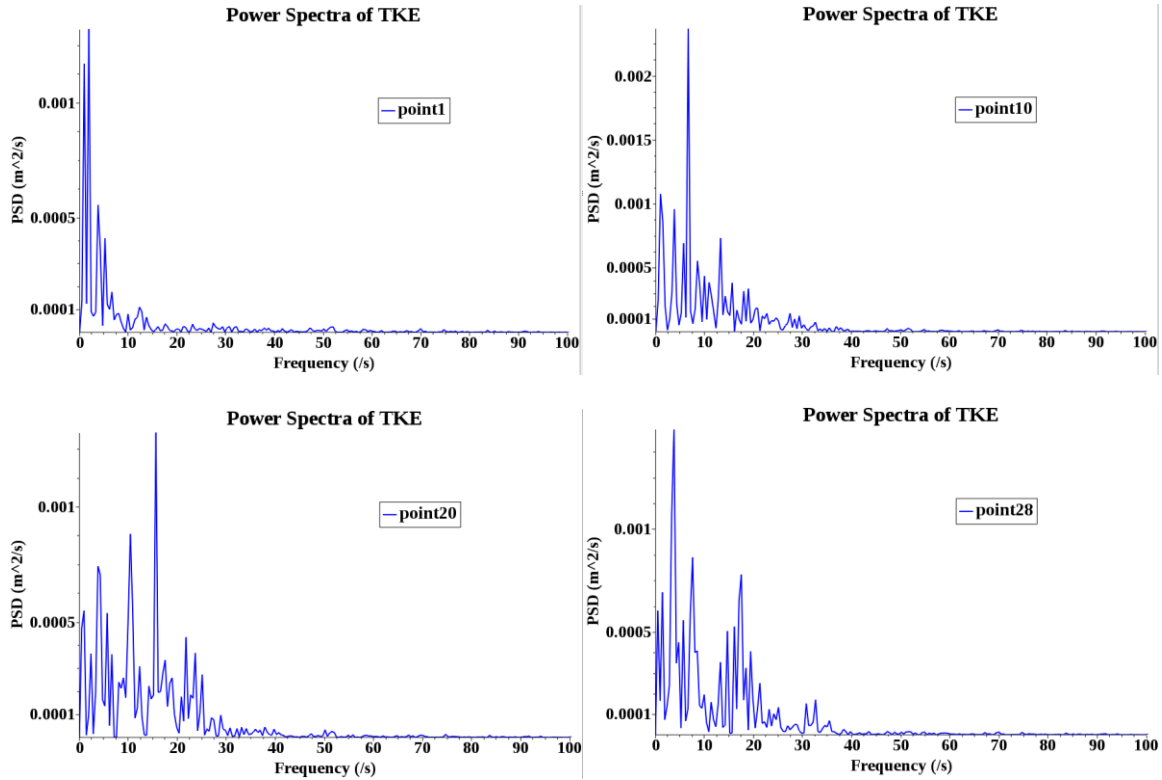 Power Spectra of TKE
PSD (m^2/s)
0.001
0.0005
0.0001
point1
0 10 20 30 40 50 60 70 80 90 100
Frequency (/s)
Power Spectra of TKE
PSD (m^2/s)
0.002
0.0015
0.001
0.0005
0.0001
point10
0 10 20 30 40 50 60 70 80 90 100
Frequency (/s)
Power Spectra of TKE
PSD (m^2/s)
0.001
0.0005
0.0001
point20
0 10 20 30 40 50 60 70 80 90 100
Frequency (/s)
Power Spectra of TKE
PSD (m^2/s)
0.001
0.0005
0.0001
point28
0 10 20 30 40 50 60 70 80 90 100
Frequency (/s)